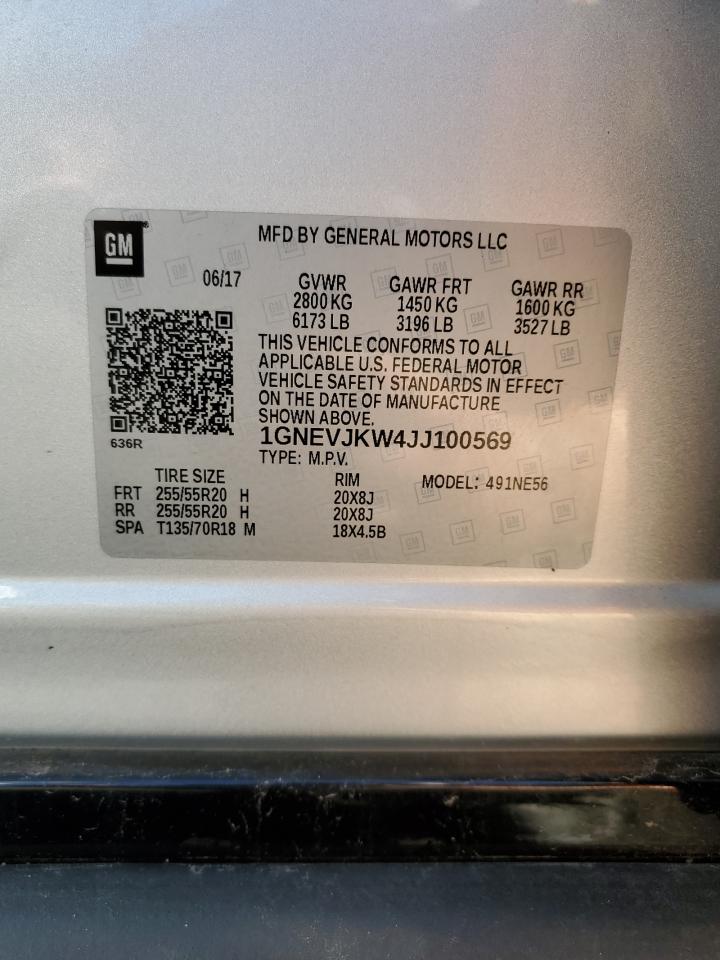 GM
MFD BY GENERAL MOTORS LLC
06/17
GVWR GAWR FRT GAWR RR
2800 KG 1450 KG 1600 KG
6173 LB 3196 LB 3527 LB
THIS VEHICLE CONFORMS TO ALL
APPLICABLE U.S. FEDERAL MOTOR
VEHICLE SAFETY STANDARDS IN EFFECT
ON THE DATE OF MANUFACTURE
SHOWN ABOVE.
636R
1GNEVJKW4JJ100569
TYPE: M.P.V.
TIRE SIZE RIM MODEL: 491NE56
FRT 255/55R20 H 20X8J
RR 255/55R20 H 20X8J
SPA T135/70R18 M 18X4.5B